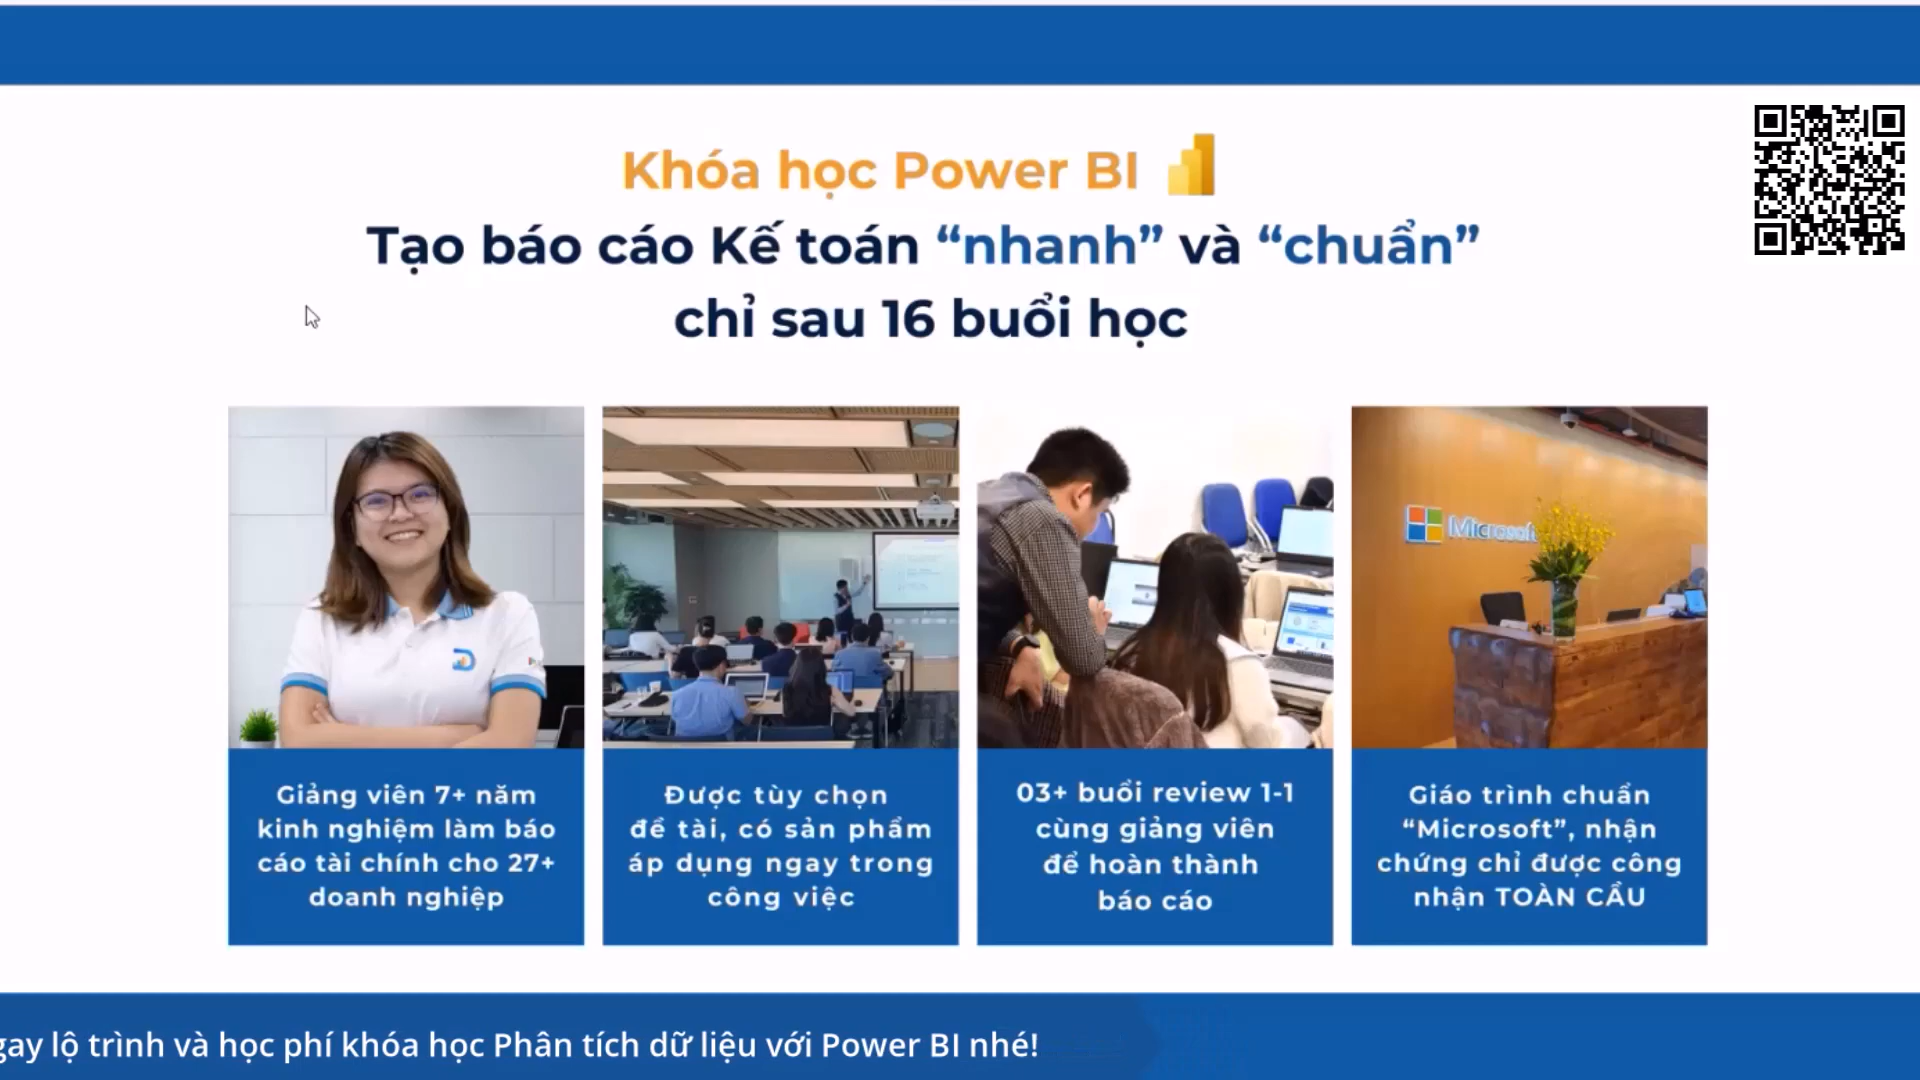 Khóa học Power BI
Tạo báo cáo Kế toán “nhanh” và “chuẩn”
chỉ sau 16 buổi học
Microsoft
Giảng viên 7+ năm
kinh nghiệm làm báo
cáo tài chính cho 27+
doanh nghiệp
Được tùy chọn
đề tài, có sản phẩm
áp dụng ngay trong
công việc
03+ buổi review 1-1
cùng giảng viên
để hoàn thành
báo cáo
Giáo trình chuẩn
“Microsoft”, nhận
chứng chỉ được công
nhận TOÀN CẦU
gay lộ trình và học phí khóa học Phân tích dữ liệu với Power BI nhé!